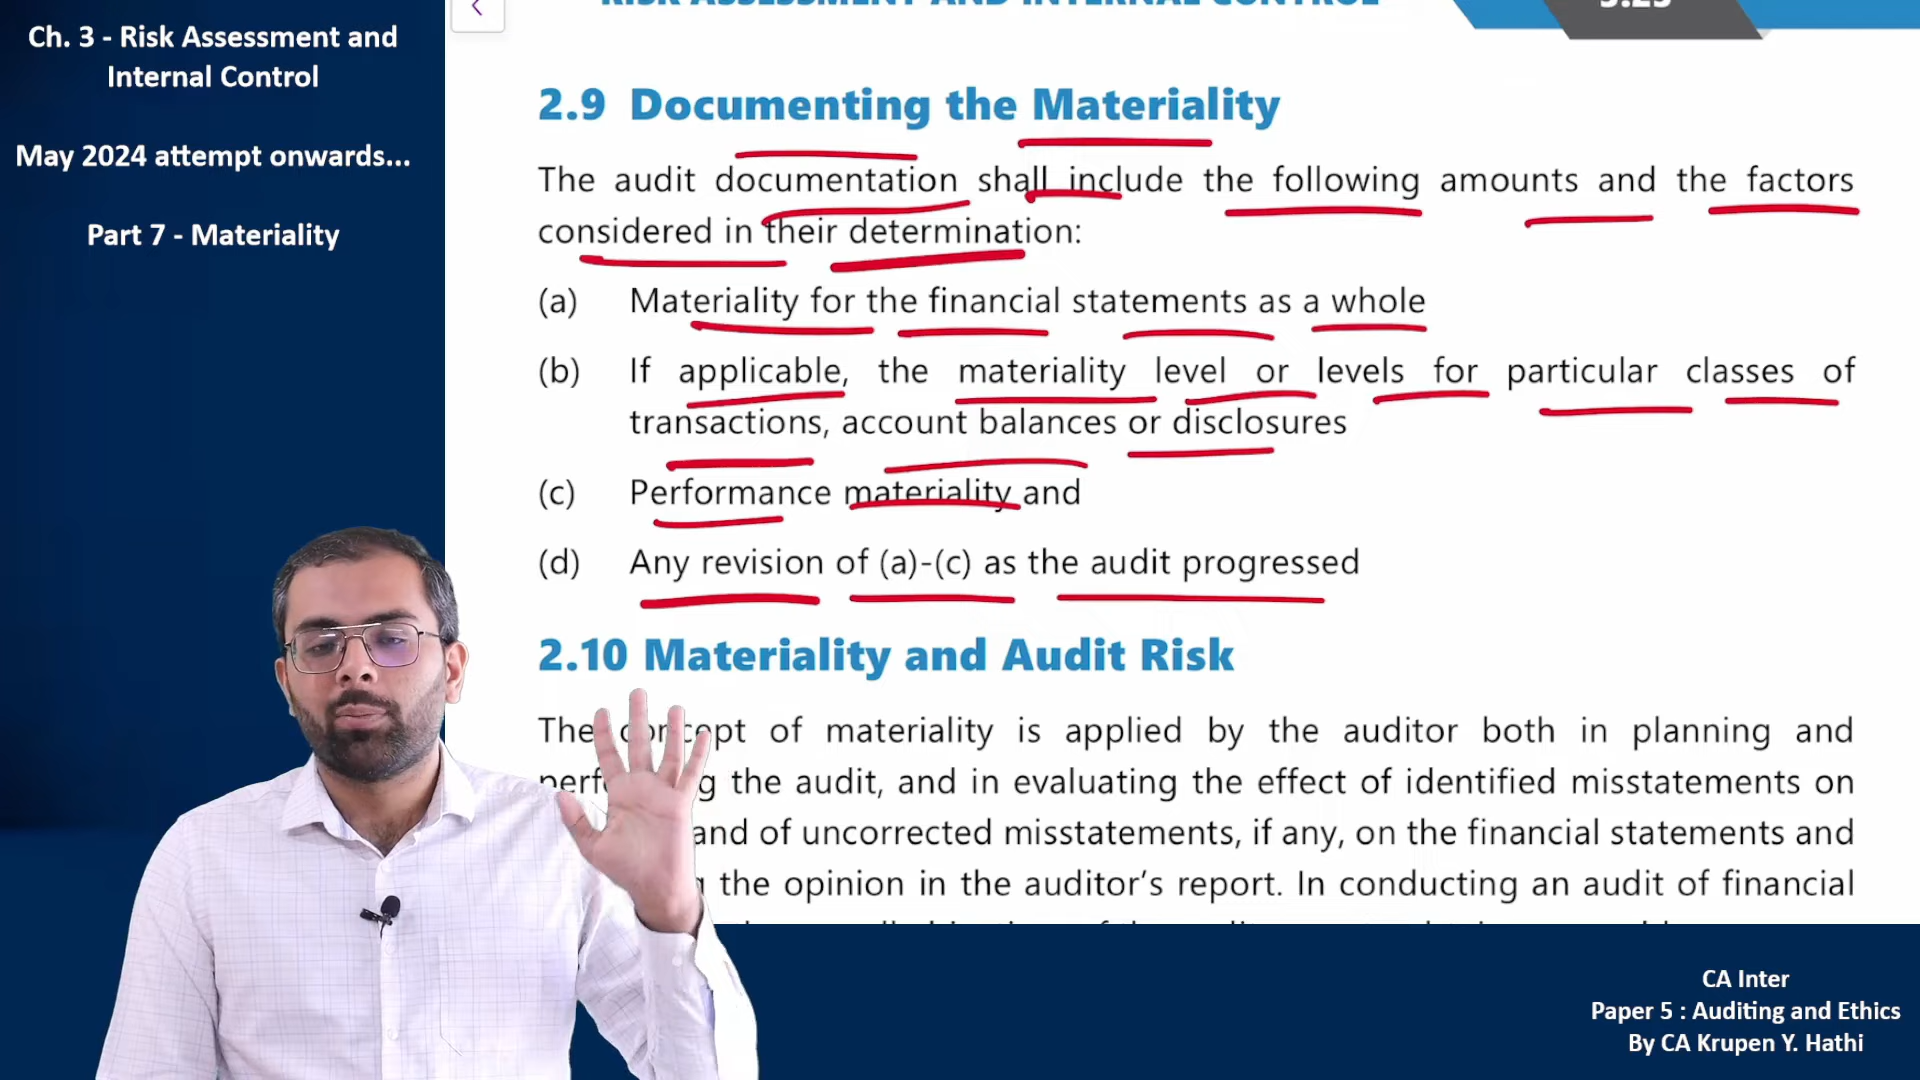 Ch. 3 - Risk Assessment and
Internal Control
May 2024 attempt onwards...
Part 7 - Materiality
RISK ASSESSMENT AND INTERNAL CONTROL
2.9 Documenting the Materiality
The audit documentation shall include the following amounts and the factors
considered in their determination:
(a) Materiality for the financial statements as a whole
(b) If applicable, the materiality level or levels for particular classes of
transactions, account balances or disclosures
(c) Performance materiality and
(d) Any revision of (a)-(c) as the audit progressed
2.10 Materiality and Audit Risk
The concept of materiality is applied by the auditor both in planning and
the audit, and in evaluating the effect of identified misstatements on
and of uncorrected misstatements, if any, on the financial statements and
the opinion in the auditor's report. In conducting an audit of financial
CA Inter
Paper 5 : Auditing and Ethics
By CA Krupen Y. Hathi